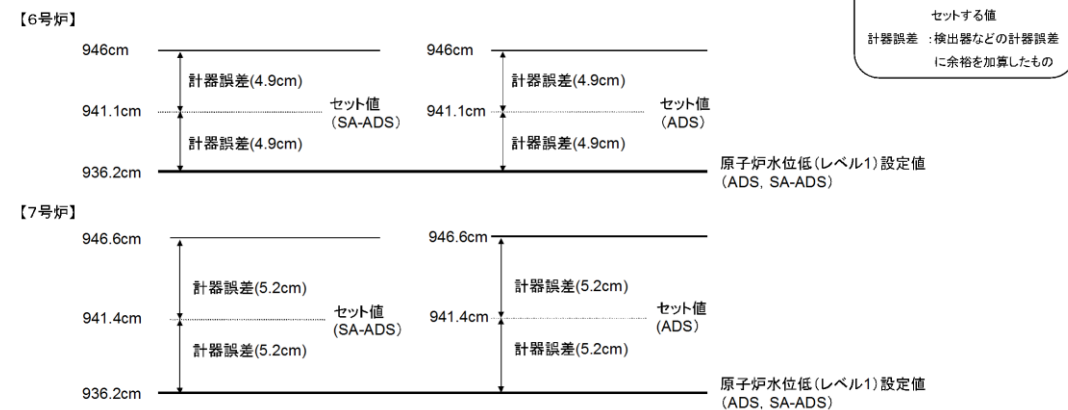 セットする値
計器誤差 :検出器などの計器誤差
に余裕を加算したもの
【6号炉】
946cm
計器誤差(4.9cm)
941.1cm
セット値
(SA-ADS)
計器誤差(4.9cm)
936.2cm
946cm
計器誤差(4.9cm)
941.1cm
セット値
(ADS)
計器誤差(4.9cm)
原子炉水位低(レベル1)設定値
(ADS, SA-ADS)
【7号炉】
946.6cm
計器誤差(5.2cm)
941.4cm
セット値
(SA-ADS)
計器誤差(5.2cm)
936.2cm
946.6cm
計器誤差(5.2cm)
941.4cm
セット値
(ADS)
計器誤差(5.2cm)
原子炉水位低(レベル1)設定値
(ADS, SA-ADS)